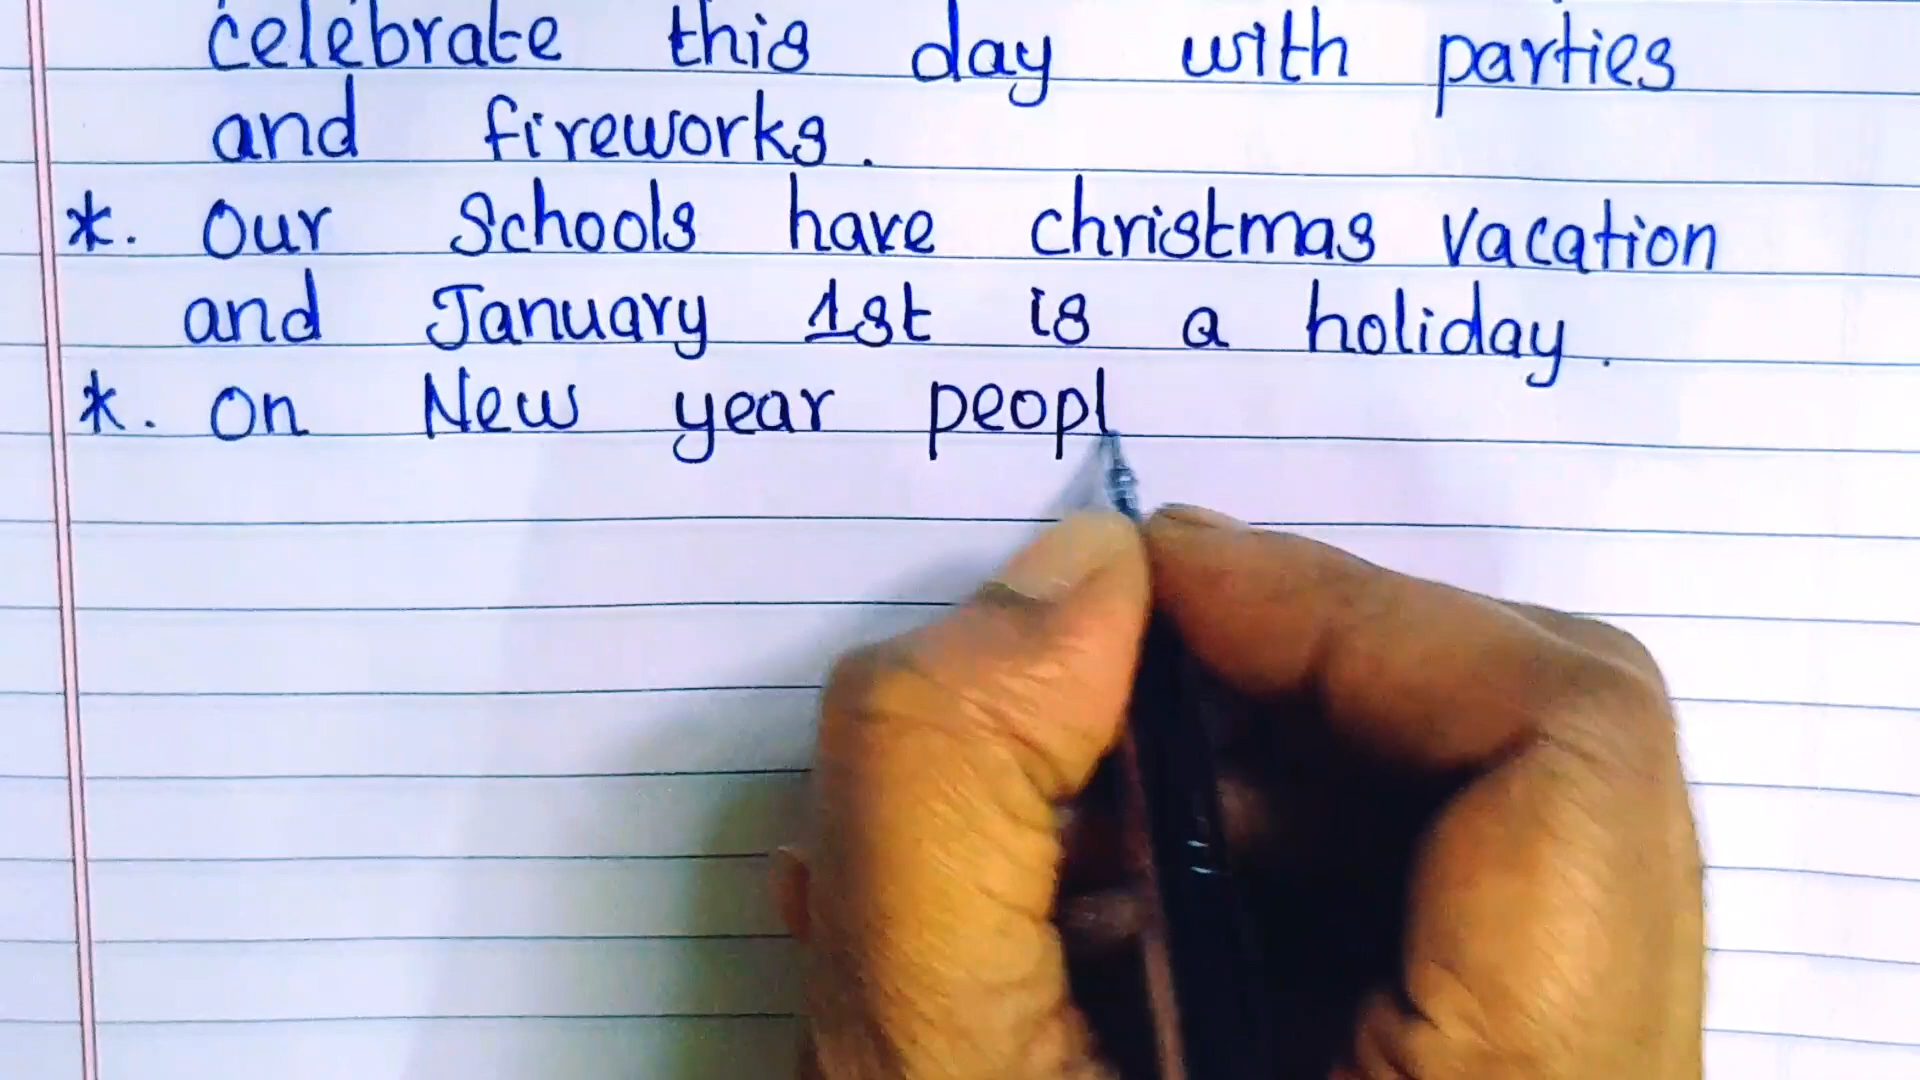 celebrate this day with parties
and fireworks.
*. Our Schools have christmas vacation
and January 1st is a holiday.
*. On New year peopl